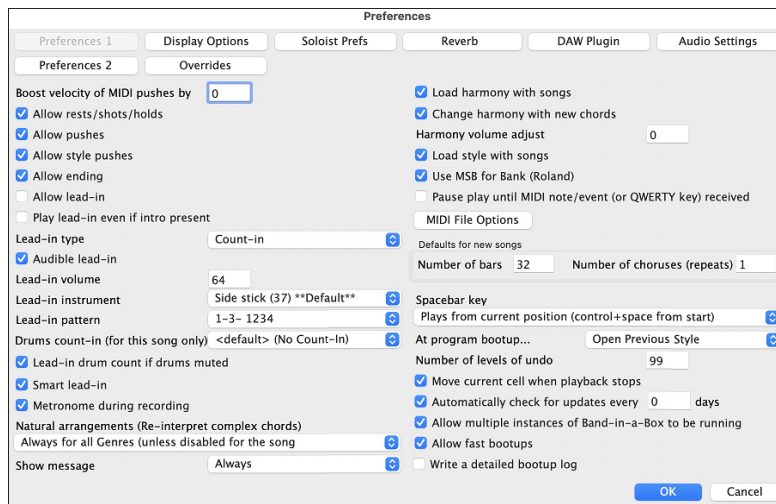 Preferences
Preferences 1
Display Options
Soloist Prefs
Reverb
DAW Plugin
Audio Settings
Preferences 2
Overrides
Boost velocity of MIDI pushes by 0
Allow rests/shots/holds
Allow pushes
Allow style pushes
Allow ending
Allow lead-in
Play lead-in even if intro present
Lead-in type Count-in
Audible lead-in
Lead-in volume 64
Lead-in instrument Side stick (37) **Default**
Lead-in pattern 1-3- 1234
Drums count-in (for this song only) <default> (No Count-In)
Lead-in drum count if drums muted
Smart lead-in
Metronome during recording
Natural arrangements (Re-interpret complex chords)
Always for all Genres (unless disabled for the song
Show message Always
Load harmony with songs
Change harmony with new chords
Harmony volume adjust 0
Load style with songs
Use MSB for Bank (Roland)
Pause play until MIDI note/event (or QWERTY key) received
MIDI File Options
Defaults for new songs
Number of bars 32 Number of choruses (repeats) 1
Spacebar key
Plays from current position (control+space from start)
At program bootup... Open Previous Style
Number of levels of undo 99
Move current cell when playback stops
Automatically check for updates every 0 days
Allow multiple instances of Band-in-a-Box to be running
Allow fast bootups
Write a detailed bootup log
OK
Cancel